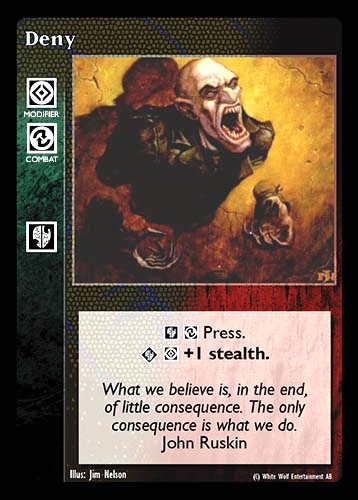 Deny
MODIFIER
COMBAT
Press.
+1 stealth.
What we believe is, in the end,
of little consequence. The only
consequence is what we do.
John Ruskin
Illus: Jim Nelson
(C) White Wolf Entertainment AB